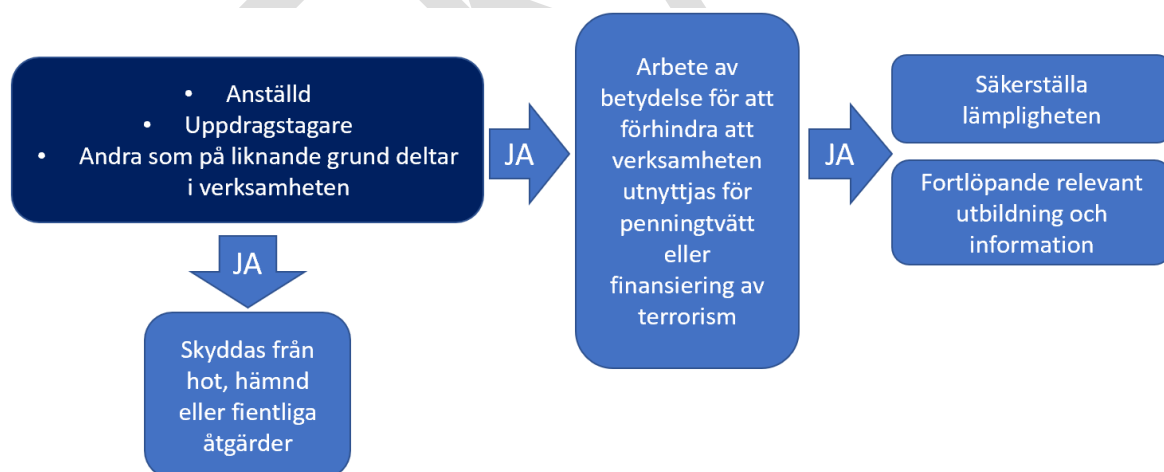 • Anställd
• Uppdragstagare
• Andra som på liknande grund deltar
i verksamheten
JA
Arbete av
betydelse för att
förhindra att
verksamheten
utnyttjas för
penningtvätt
eller
finansiering av
terrorism
JA
Säkerställa
lämpligheten
Fortlöpande relevant
utbildning och
information
JA
Skyddas från
hot, hämnd
eller fientliga
åtgärder